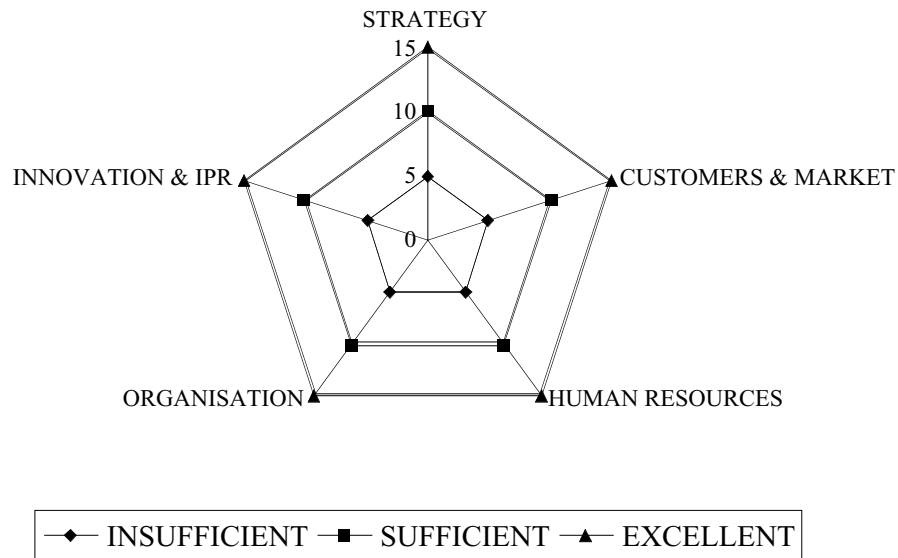 STRATEGY
15
10
5
0
INNOVATION & IPR
CUSTOMERS & MARKET
ORGANISATION
HUMAN RESOURCES
INSUFFICIENT SUFFICIENT EXCELLENT